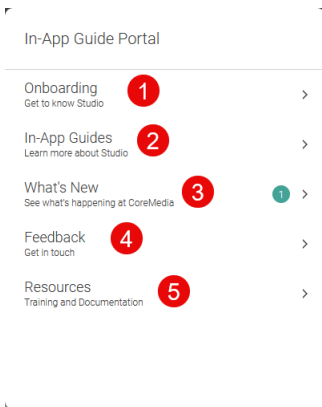 In-App Guide Portal
Onboarding 1
Get to know Studio
In-App Guides 2
Learn more about Studio
What's New 3 1
See what's happening at CoreMedia
Feedback 4
Get in touch
Resources 5
Training and Documentation